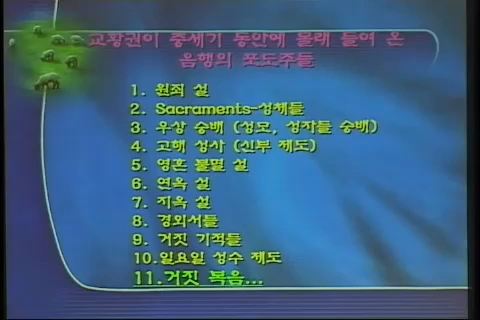 교황권이 중세기 동안에 몰래 들여 온
음행의 포도주들
1. 원죄 설
2. Sacraments-성례들
3. 우상 숭배 (성모, 성자들 숭배)
4. 고해 성사 (신부 제도)
5. 영혼 불멸 설
6. 연옥 설
7. 지옥 설
8. 경외서들
9. 거짓 기적들
10.일요일 성수 제도
11.거짓 복음...